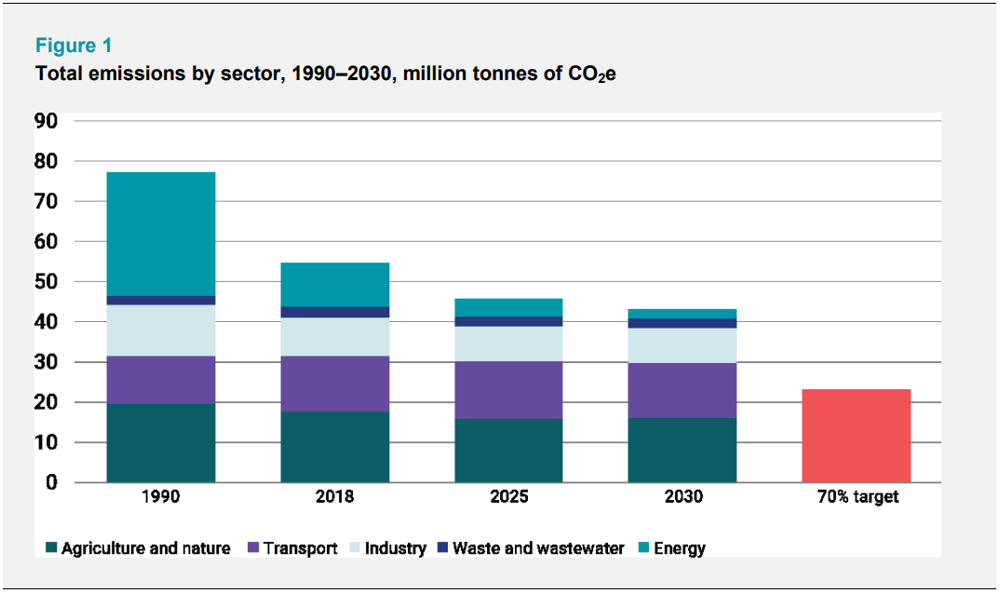 Figure 1
Total emissions by sector, 1990–2030, million tonnes of CO₂e
90
80
70
60
50
40
30
20
10
0
1990 2018 2025 2030 70% target
Agriculture and nature Transport Industry Waste and wastewater Energy